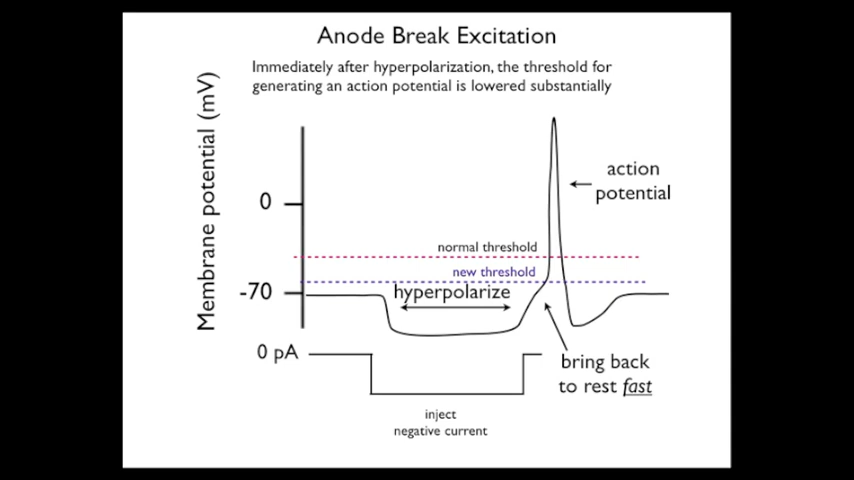 Anode Break Excitation
Immediately after hyperpolarization, the threshold for
generating an action potential is lowered substantially
Membrane potential (mV)
action
potential
0
normal threshold
new threshold
-70
hyperpolarize
0 pA
bring back
to rest fast
inject
negative current